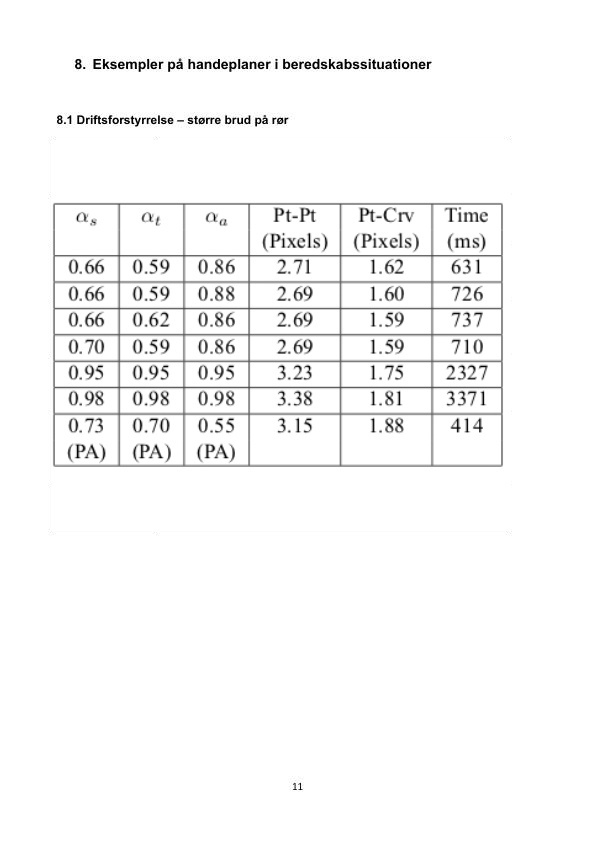 8. Eksempler på handeplaner i beredskabssituationer
8.1 Driftsforstyrrelse – større brud på rør
αs αt αa Pt-Pt (Pixels) Pt-Crv (Pixels) Time (ms)
0.66 0.59 0.86 2.71 1.62 631
0.66 0.59 0.88 2.69 1.60 726
0.66 0.62 0.86 2.69 1.59 737
0.70 0.59 0.86 2.69 1.59 710
0.95 0.95 0.95 3.23 1.75 2327
0.98 0.98 0.98 3.38 1.81 3371
0.73 0.70 0.55 3.15 1.88 414
(PA) (PA) (PA)
11